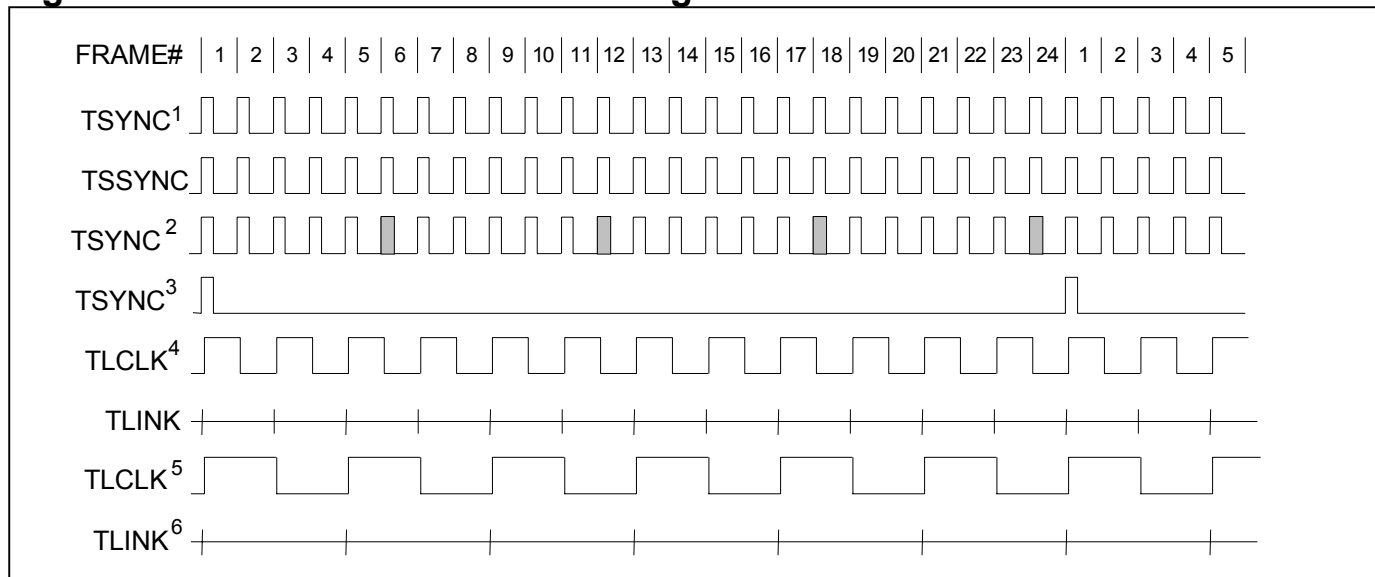 FRAME# 1 2 3 4 5 6 7 8 9 10 11 12 13 14 15 16 17 18 19 20 21 22 23 24 1 2 3 4 5
TSYNC¹
TSSYNC
TSYNC²
TSYNC³
TLCLK⁴
TLINK
TLCLK⁵
TLINK⁶